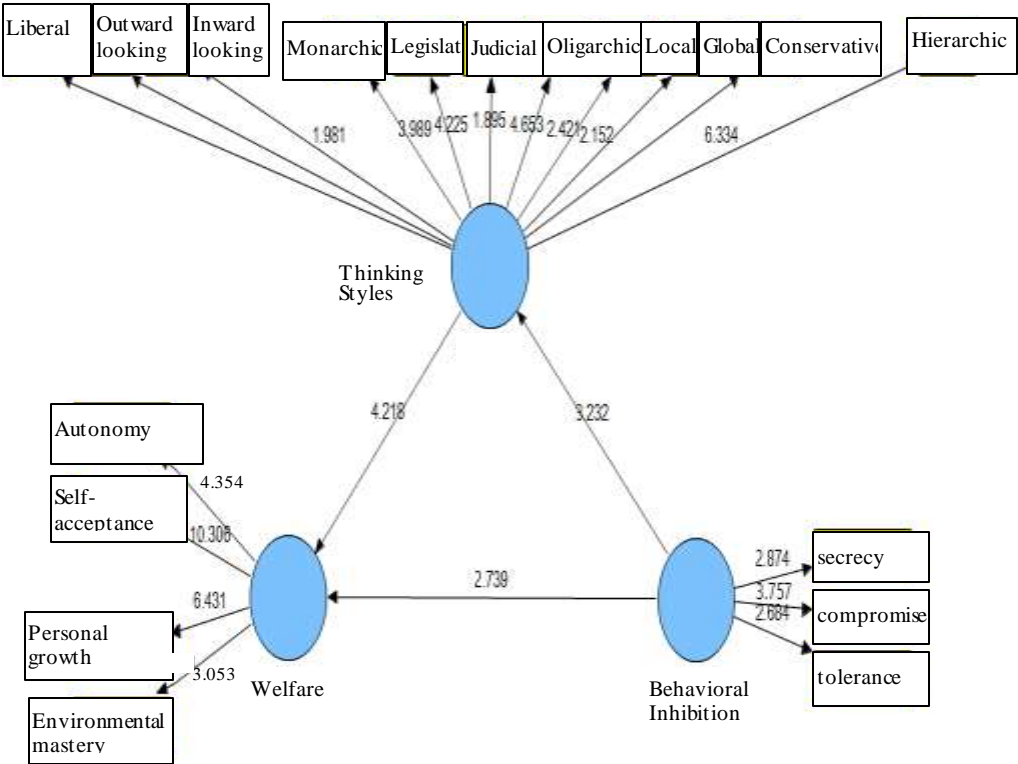 Liberal
Outward
looking
Inward
looking
Monarchic
Legislat
Judicial
Oligarchic
Local
Global
Conservative
Hierarchic
1.981
3.989
4.225
1.895
4.653
2.421
2.152
6.334
Thinking
Styles
4.218
3.232
Autonomy
4.354
Self-
acceptance
10.306
6.431
Personal
growth
3.053
Environmental
mastery
Welfare
2.739
Behavioral
Inhibition
2.874
secrecy
3.757
compromise
2.684
tolerance